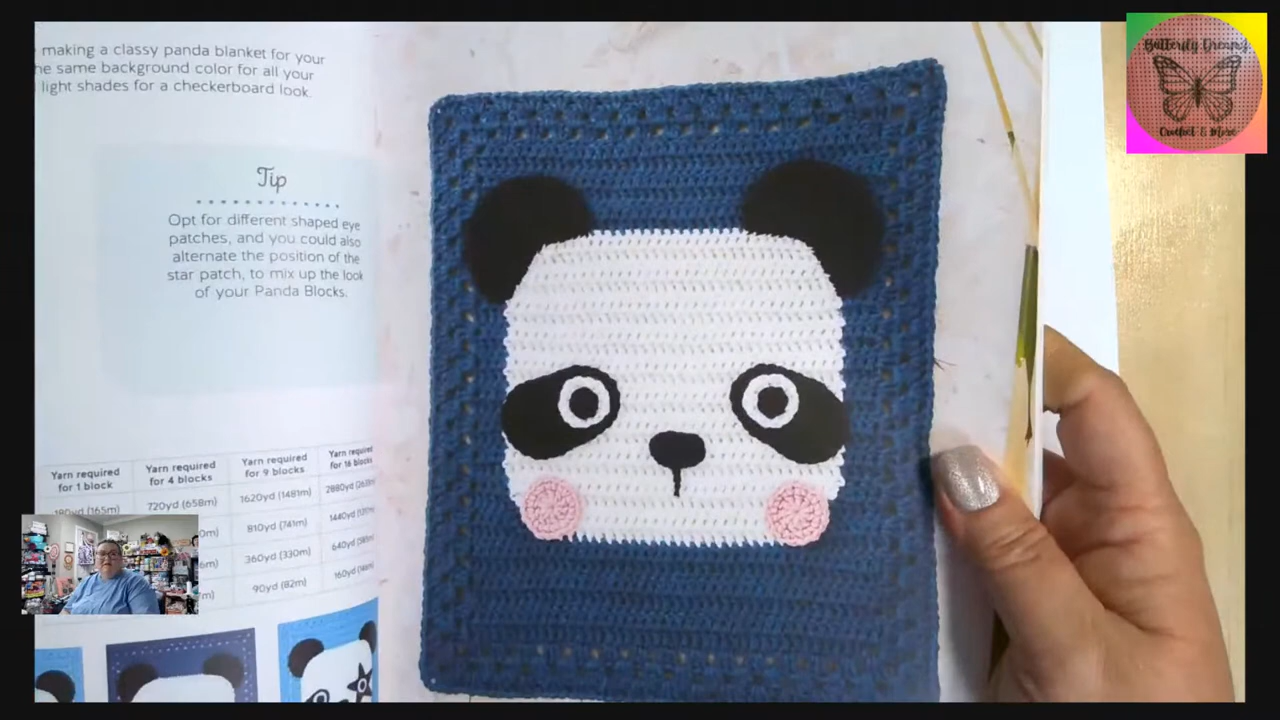 making a classy panda blanket for your
he same background color for all your
light shades for a checkerboard look.
Tip
Opt for different shaped eye
patches, and you could also
alternate the position of the
star patch, to mix up the look
of your Panda Blocks.
Yarn required for 1 block
Yarn required for 4 blocks
Yarn required for 9 blocks
Yarn required for 16 blocks
180yd (165m) 720yd (658m) 1620yd (1481m)
810yd (741m)
360yd (330m)
90yd (82m)
Butterfly Dreams
Crochet & More